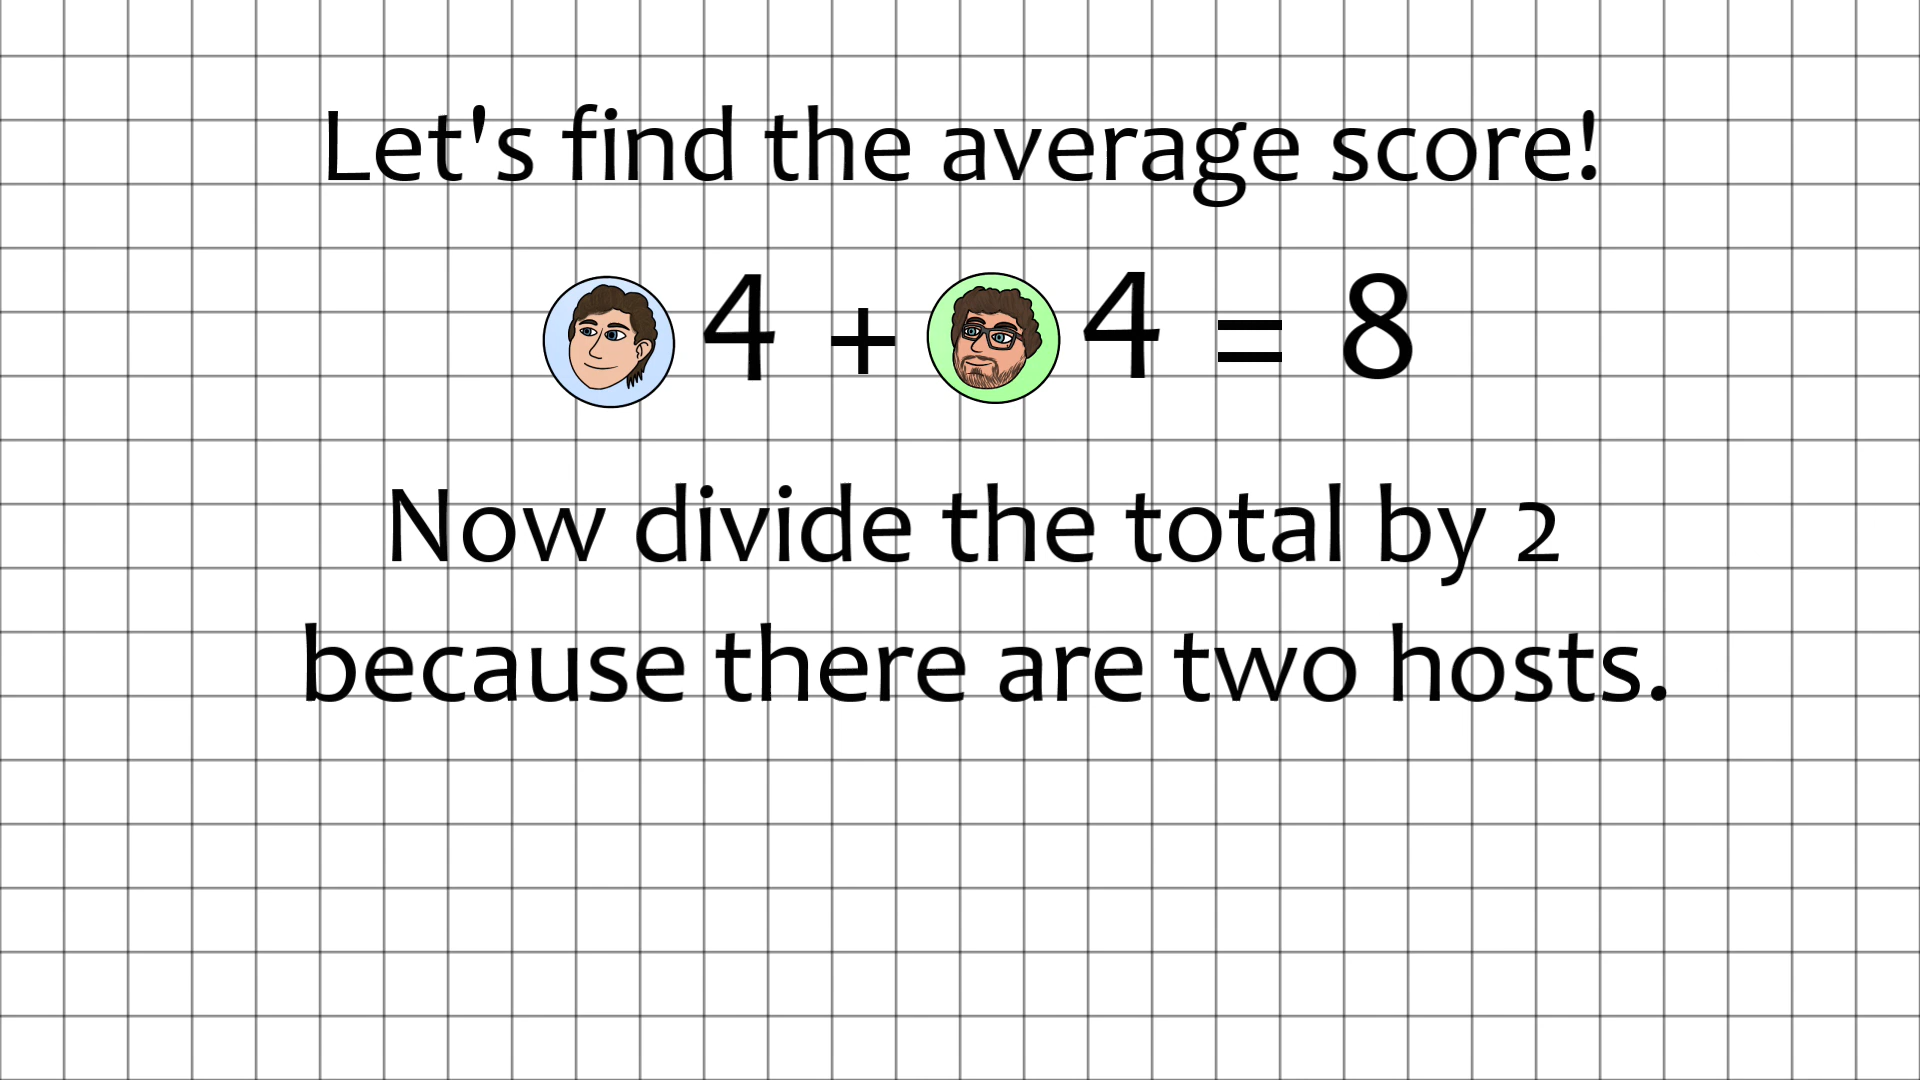 Let's find the average score!
4 + 4 = 8
Now divide the total by 2
because there are two hosts.